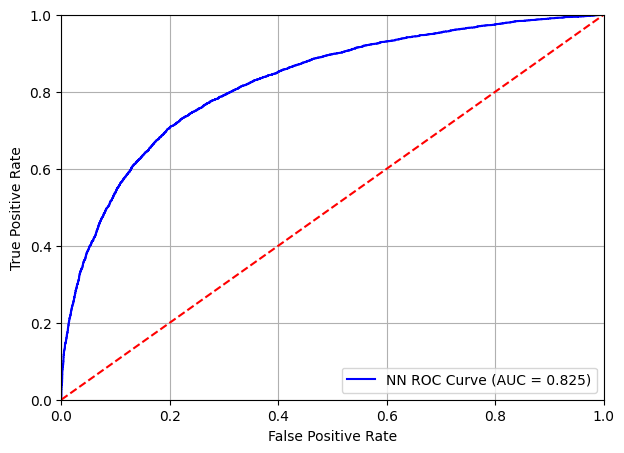 1.0
0.8
0.6
0.4
0.2
0.0
True Positive Rate
NN ROC Curve (AUC = 0.825)
0.0 0.2 0.4 0.6 0.8 1.0
False Positive Rate